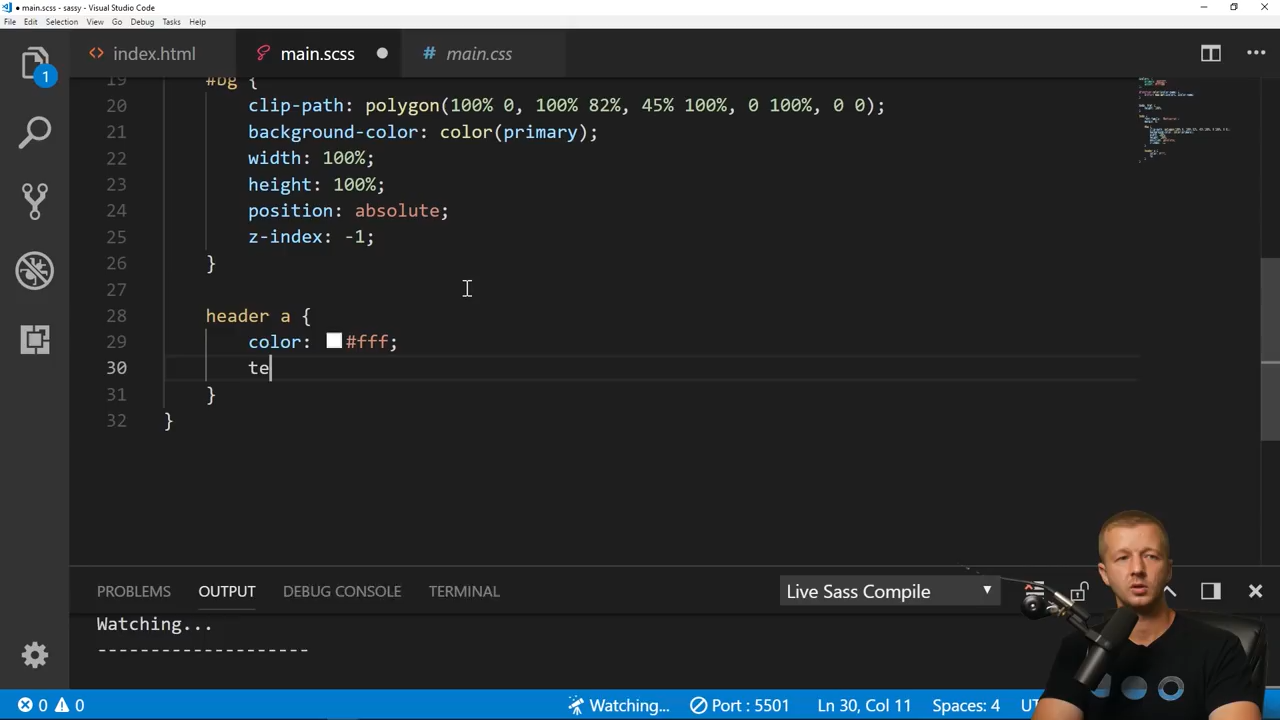 main.scss - sassy - Visual Studio Code
File Edit Selection View Go Debug Tasks Help
1
<> index.html
main.scss
# main.css
19 #bg {
20 clip-path: polygon(100% 0, 100% 82%, 45% 100%, 0 100%, 0 0);
21 background-color: color(primary);
22 width: 100%;
23 height: 100%;
24 position: absolute;
25 z-index: -1;
26 }
27
28 header a {
29 color: #fff;
30 te
31 }
32 }
PROBLEMS OUTPUT DEBUG CONSOLE TERMINAL Live Sass Compile
Watching...
--------------------
0 0 Watching... Port : 5501 Ln 30, Col 11 Spaces: 4